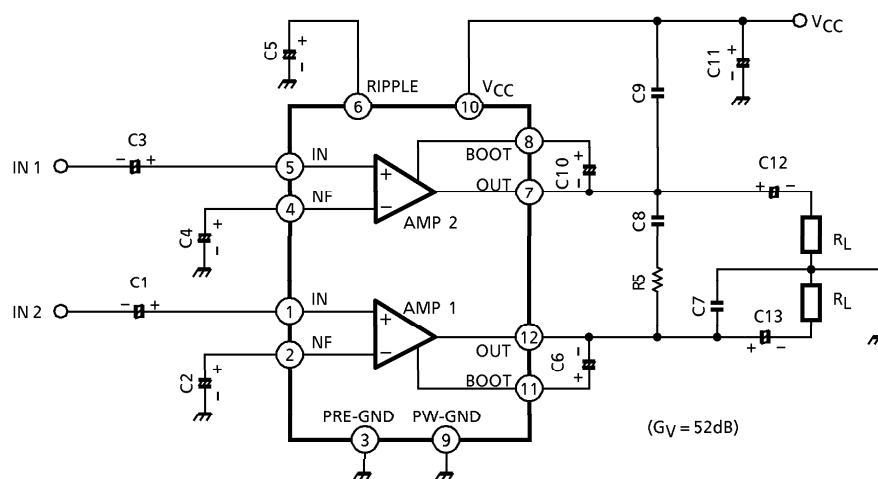 C5
+
-
RIPPLE
6
VCC
10
VCC
C11
+
-
C9
C3
- +
IN 1
5
IN
+
8
BOOT
C10
+
-
C12
+ -
OUT
7
4
NF
-
AMP 2
C4
+
-
C8
RL
R5
C7
C1
- +
IN 2
1
IN
+
AMP 1
RL
C13
+ -
2
NF
-
12
OUT
C6
-
+
BOOT
11
C2
+
-
PRE-GND
3
PW-GND
9
(GV = 52dB)